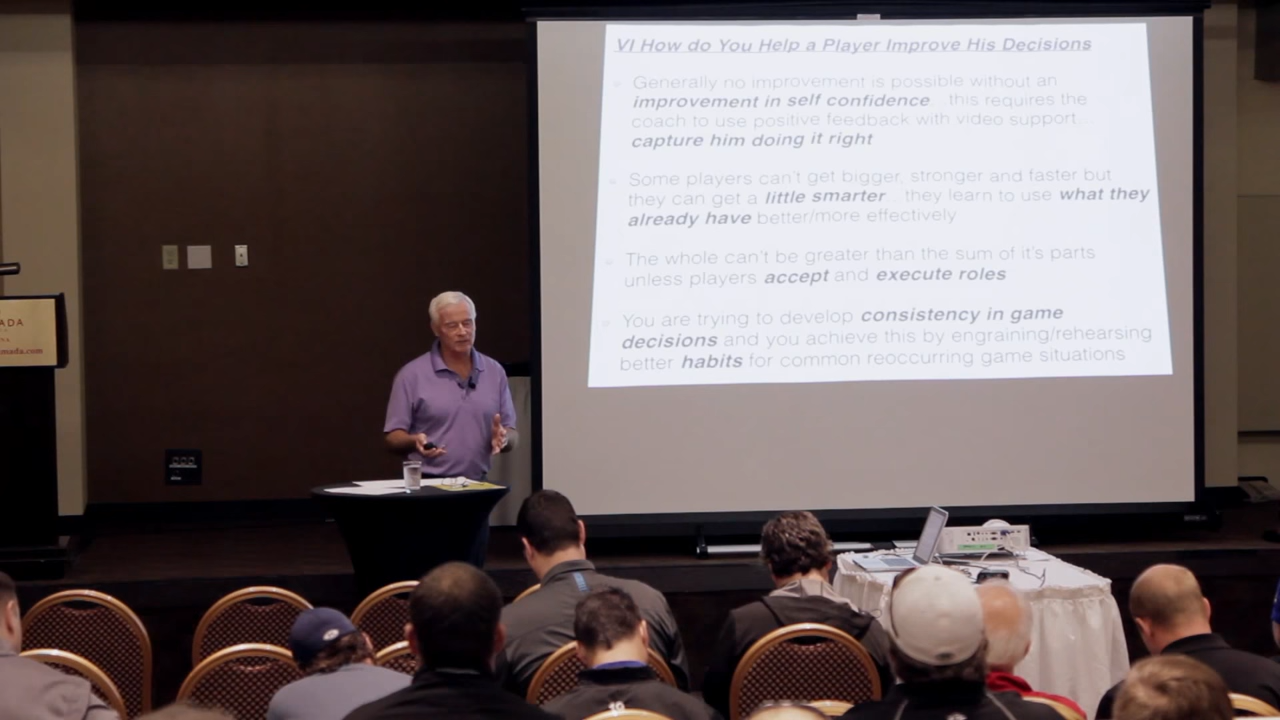 VI How do You Help a Player Improve His Decisions
Generally no improvement is possible without an
improvement in self confidence... this requires the
coach to use positive feedback with video support...
capture him doing it right
Some players can't get bigger, stronger and faster but
they can get a little smarter... they learn to use what they
already have better/more effectively
The whole can't be greater than the sum of it's parts
unless players accept and execute roles
You are trying to develop consistency in game
decisions and you achieve this by engraining/rehearsing
better habits for common reoccurring game situations
ADA
mada.com
10